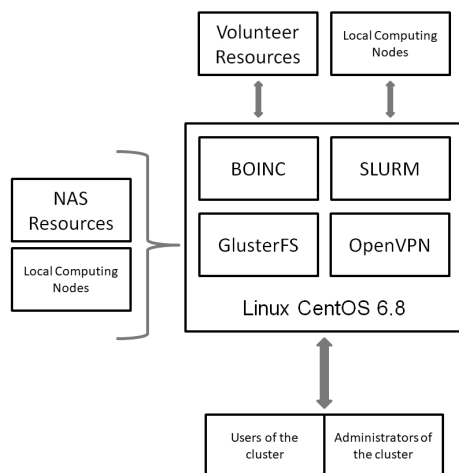 Volunteer
Resources
Local Computing
Nodes
BOINC
SLURM
NAS
Resources
GlusterFS
OpenVPN
Local Computing
Nodes
Linux CentOS 6.8
Users of the
cluster
Administrators of
the cluster